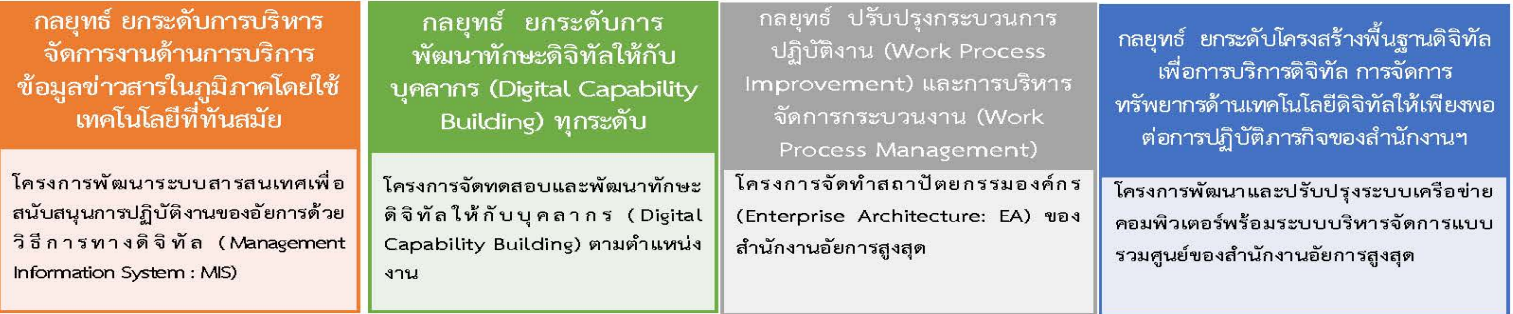 กลยุทธ์ ยกระดับการบริหาร
จัดการงานด้านการบริการ
ข้อมูลข่าวสารในภูมิภาคโดยใช้
เทคโนโลยีที่ทันสมัย
โครงการพัฒนาระบบสารสนเทศเพื่อ
สนับสนุนการปฏิบัติงานของอัยการด้วย
วิธีการทางดิจิทัล (Management
Information System : MIS)
กลยุทธ์ ยกระดับการ
พัฒนาทักษะดิจิทัลให้กับ
บุคลากร (Digital Capability
Building) ทุกระดับ
โครงการจัดทดสอบและพัฒนาทักษะ
ดิจิทัลให้กับบุคลากร (Digital
Capability Building) ตามตำแหน่ง
งาน
กลยุทธ์ ปรับปรุงกระบวนการ
ปฏิบัติงาน (Work Process
Improvement) และการบริหาร
จัดการกระบวนงาน (Work
Process Management)
โครงการจัดทำสถาปัตยกรรมองค์กร
(Enterprise Architecture: EA) ของ
สำนักงานอัยการสูงสุด
กลยุทธ์ ยกระดับโครงสร้างพื้นฐานดิจิทัล
เพื่อการบริการดิจิทัล การจัดการ
ทรัพยากรด้านเทคโนโลยีดิจิทัลให้เพียงพอ
ต่อการปฏิบัติภารกิจของสำนักงานฯ
โครงการพัฒนาและปรับปรุงระบบเครือข่าย
คอมพิวเตอร์พร้อมระบบบริหารจัดการแบบ
รวมศูนย์ของสำนักงานอัยการสูงสุด